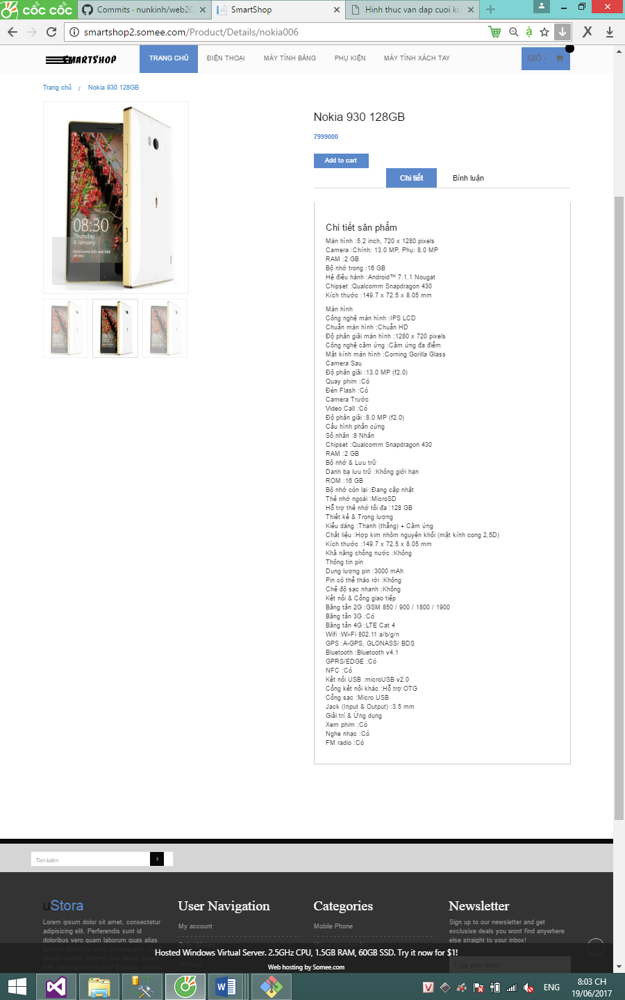 cốc cốc
Commits · nunkinh/web2C
SmartShop
Hinh thuc van dap cuoi ki.
smartshop2.somee.com/Product/Details/nokia006
SMARTSHOP
TRANG CHỦ
ĐIỆN THOẠI
MÁY TÍNH BẢNG
PHỤ KIỆN
MÁY TÍNH XÁCH TAY
GIỎ -
Trang chủ / Nokia 930 128GB
Nokia 930 128GB
7999000
Add to cart
Chi tiết
Bình luận
08:30
Thursday
8 January
Chi tiết sản phẩm
Màn hình :5.2 inch, 720 x 1280 pixels
Camera :Chính: 13.0 MP, Phụ: 8.0 MP
RAM :2 GB
Bộ nhớ trong :16 GB
Hệ điều hành :Android™ 7.1.1 Nougat
Chipset :Qualcomm Snapdragon 430
Kích thước :149.7 x 72.5 x 8.05 mm
Màn hình
Công nghệ màn hình :IPS LCD
Chuẩn màn hình :Chuẩn HD
Độ phân giải màn hình :1280 x 720 pixels
Công nghệ cảm ứng :Cảm ứng đa điểm
Mặt kính màn hình :Corning Gorilla Glass
Camera Sau
Độ phân giải :13.0 MP (f2.0)
Quay phim :Có
Đèn Flash :Có
Camera Trước
Video Call :Có
Độ phân giải :8.0 MP (f2.0)
Cấu hình phần cứng
Số nhân :8 Nhân
Chipset :Qualcomm Snapdragon 430
RAM :2 GB
Bộ nhớ & Lưu trữ
Danh bạ lưu trữ :Không giới hạn
ROM :16 GB
Bộ nhớ còn lại :Đang cập nhật
Thẻ nhớ ngoài :MicroSD
Hỗ trợ thẻ nhớ tối đa :128 GB
Thiết kế & Trọng lượng
Kiểu dáng :Thanh (thẳng) + Cảm ứng
Chất liệu :Hợp kim nhôm nguyên khối (mặt kính cong 2,5D)
Kích thước :149.7 x 72.5 x 8.05 mm
Khả năng chống nước :Không
Thông tin pin
Dung lượng pin :3000 mAh
Pin có thể tháo rời :Không
Chế độ sạc nhanh :Không
Kết nối & Cổng giao tiếp
Băng tần 2G :GSM 850 / 900 / 1800 / 1900
Băng tần 3G :Có
Băng tần 4G :LTE Cat 4
Wifi :Wi-Fi 802.11 a/b/g/n
GPS :A-GPS, GLONASS/ BDS
Bluetooth :Bluetooth v4.1
GPRS/EDGE :Có
NFC :Có
Kết nối USB :microUSB v2.0
Cổng kết nối khác :Hỗ trợ OTG
Cổng sạc :Micro USB
Jack (Input & Output) :3.5 mm
Giải trí & Ứng dụng
Xem phim :Có
Nghe nhạc :Có
FM radio :Có
Tìm kiếm
uStora
Lorem ipsum dolor sit amet, consectetur
adipisicing elit. Perferendis sunt id
doloribus vero quam laborum quas alias
User Navigation
My account
Categories
Mobile Phone
Newsletter
Sign up to our newsletter and get
exclusive deals you wont find anywhere
else straight to your inbox!
Type your email
Hosted Windows Virtual Server. 2.5GHz CPU, 1.5GB RAM, 60GB SSD. Try it now for $1!
Web hosting by Somee.com
ENG
8:03 CH
19/06/2017